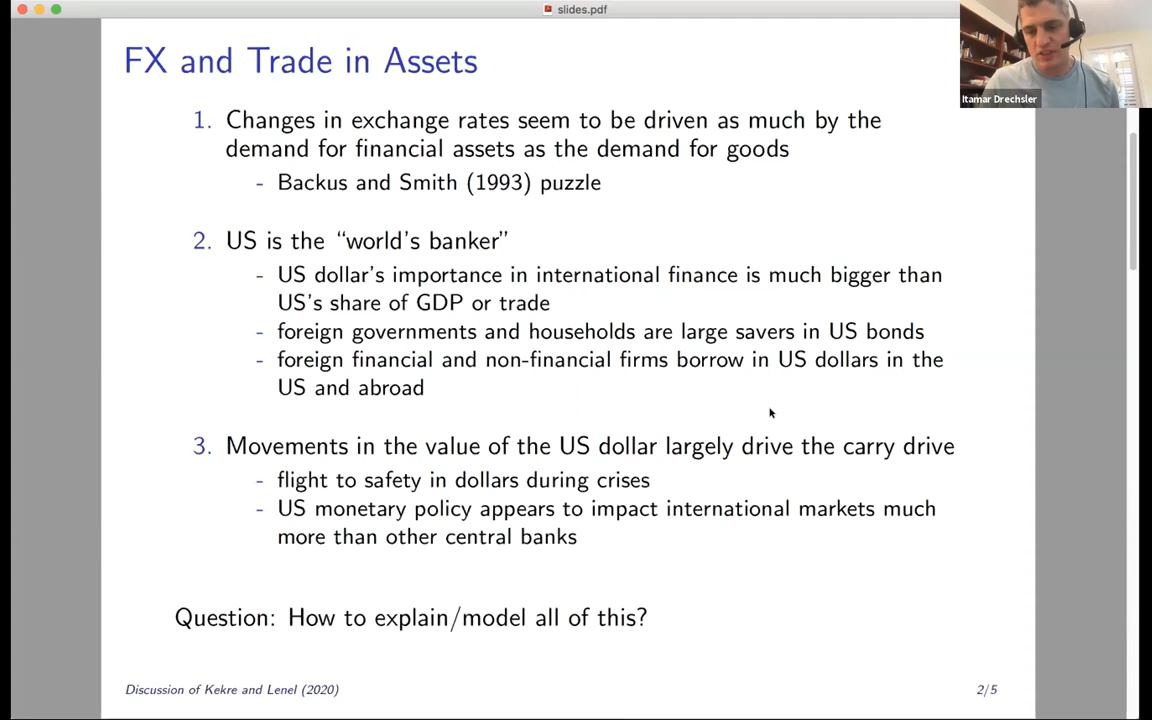 slides.pdf
FX and Trade in Assets
Itamar Drechsler
1. Changes in exchange rates seem to be driven as much by the
demand for financial assets as the demand for goods
- Backus and Smith (1993) puzzle
2. US is the “world’s banker”
- US dollar’s importance in international finance is much bigger than
US’s share of GDP or trade
- foreign governments and households are large savers in US bonds
- foreign financial and non-financial firms borrow in US dollars in the
US and abroad
3. Movements in the value of the US dollar largely drive the carry drive
- flight to safety in dollars during crises
- US monetary policy appears to impact international markets much
more than other central banks
Question: How to explain/model all of this?
Discussion of Kekre and Lenel (2020)
2/5